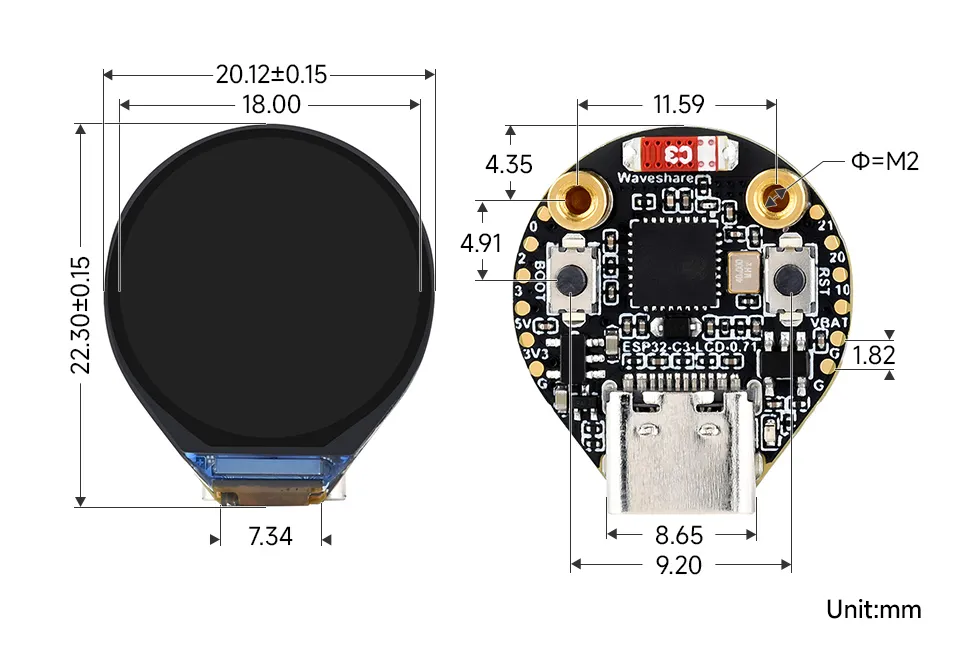 20.12±0.15
18.00
22.30±0.15
7.34
11.59
4.35
4.91
Φ=M2
C3
Waveshare
0
2
3
5V
3V3
G
BOOT
RST
21
20
10
VBAT
G
G
ESP32-C3-LCD-0.71
1.82
8.65
9.20
Unit:mm